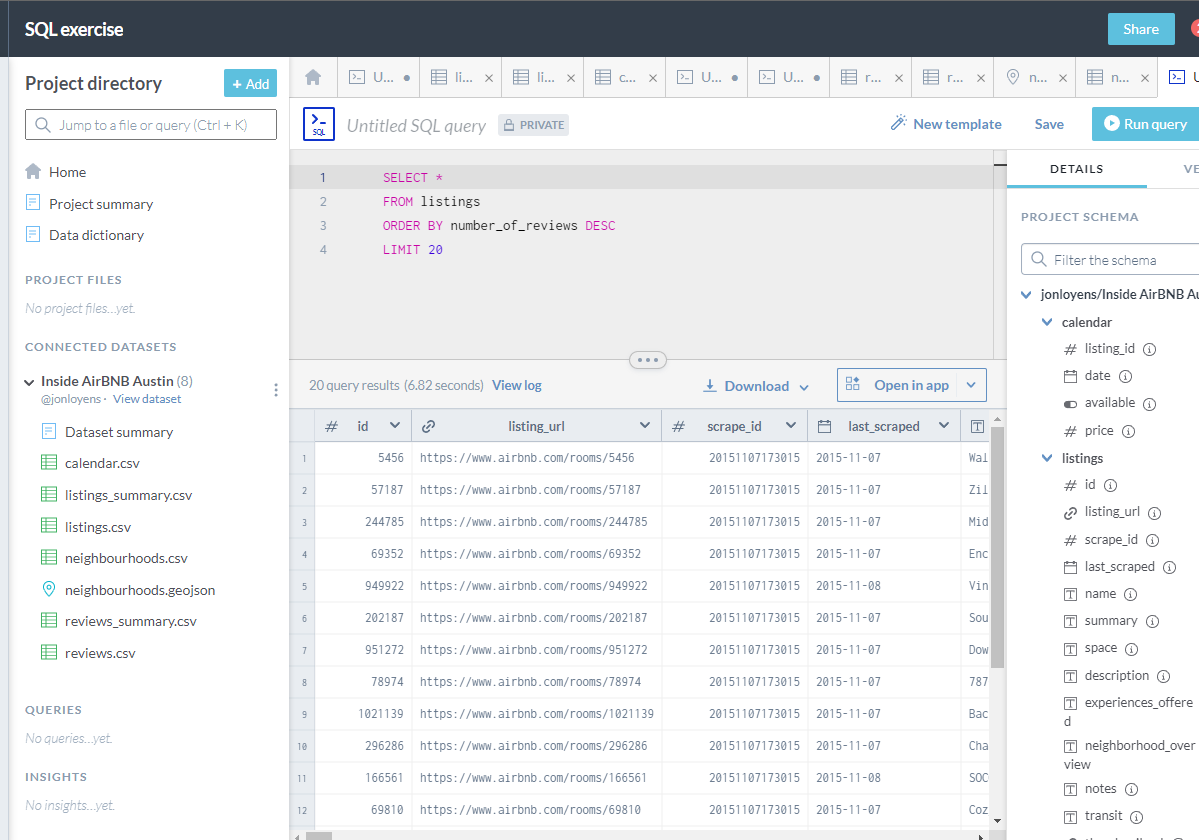 SQL exercise
Share
Project directory
+ Add
Jump to a file or query (Ctrl + K)
Home
Project summary
Data dictionary
PROJECT FILES
No project files...yet.
CONNECTED DATASETS
Inside AirBNB Austin (8)
@jonloyens · View dataset
Dataset summary
calendar.csv
listings_summary.csv
listings.csv
neighbourhoods.csv
neighbourhoods.geojson
reviews_summary.csv
reviews.csv
QUERIES
No queries...yet.
INSIGHTS
No insights...yet.
U... li... li... c... U... U... r... r... n... n...
SQL
Untitled SQL query
PRIVATE
New template
Save
Run query
1 SELECT *
2 FROM listings
3 ORDER BY number_of_reviews DESC
4 LIMIT 20
20 query results (6.82 seconds) View log
Download
Open in app
# id listing_url # scrape_id last_scraped T
1 5456 https://www.airbnb.com/rooms/5456 20151107173015 2015-11-07 Wal
2 57187 https://www.airbnb.com/rooms/57187 20151107173015 2015-11-07 Zil
3 244785 https://www.airbnb.com/rooms/244785 20151107173015 2015-11-07 Mid
4 69352 https://www.airbnb.com/rooms/69352 20151107173015 2015-11-07 Enc
5 949922 https://www.airbnb.com/rooms/949922 20151107173015 2015-11-08 Vin
6 202187 https://www.airbnb.com/rooms/202187 20151107173015 2015-11-07 Sou
7 951272 https://www.airbnb.com/rooms/951272 20151107173015 2015-11-07 Dow
8 78974 https://www.airbnb.com/rooms/78974 20151107173015 2015-11-07 787
9 1021139 https://www.airbnb.com/rooms/1021139 20151107173015 2015-11-07 Bac
10 296286 https://www.airbnb.com/rooms/296286 20151107173015 2015-11-07 Cha
11 166561 https://www.airbnb.com/rooms/166561 20151107173015 2015-11-08 SOC
12 69810 https://www.airbnb.com/rooms/69810 20151107173015 2015-11-07 Coz
DETAILS
VE
PROJECT SCHEMA
Filter the schema
jonloyens/Inside AirBNB Au
calendar
# listing_id
date
available
# price
listings
# id
listing_url
# scrape_id
last_scraped
T name
T summary
T space
T description
T experiences_offere
d
T neighborhood_over
view
T notes
T transit